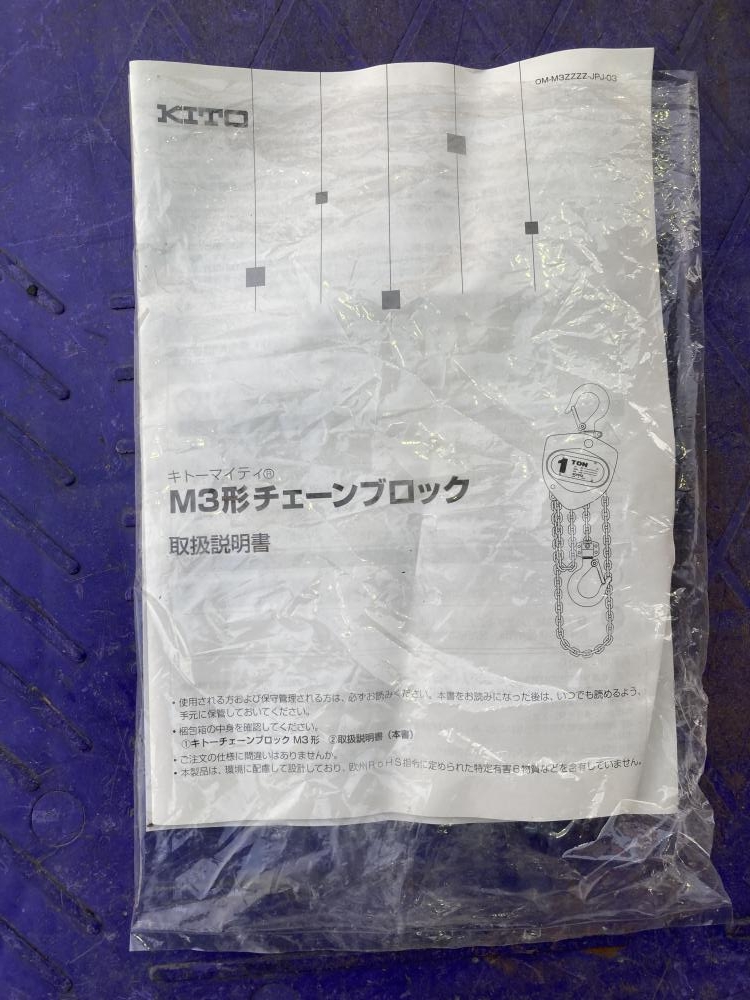 OM-M3ZZZZ-JPJ-03
KITO
キトーマイティ®
M3形チェーンブロック
取扱説明書
1 TON
• 使用される方および保守管理される方は、必ずお読みください。本書をお読みになった後は、いつでも読めるよう、
手元に保管しておいてください。
• 梱包箱の中身を確認してください。
①キトーチェーンブロック M3 形 ②取扱説明書（本書）
• ご注文の仕様に間違いはありませんか。
• 本製品は、環境に配慮して設計しており、欧州RoHS指令に定められた特定有害6物質などを含有していません。